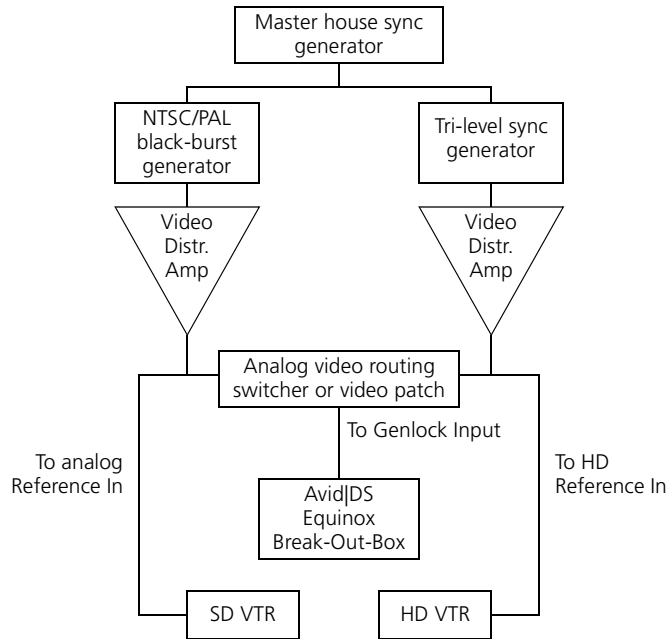 Master house sync
generator
NTSC/PAL
black-burst
generator
Tri-level sync
generator
Video
Distr.
Amp
Video
Distr.
Amp
Analog video routing
switcher or video patch
To Genlock Input
To analog
Reference In
To HD
Reference In
Avid|DS
Equinox
Break-Out-Box
SD VTR
HD VTR